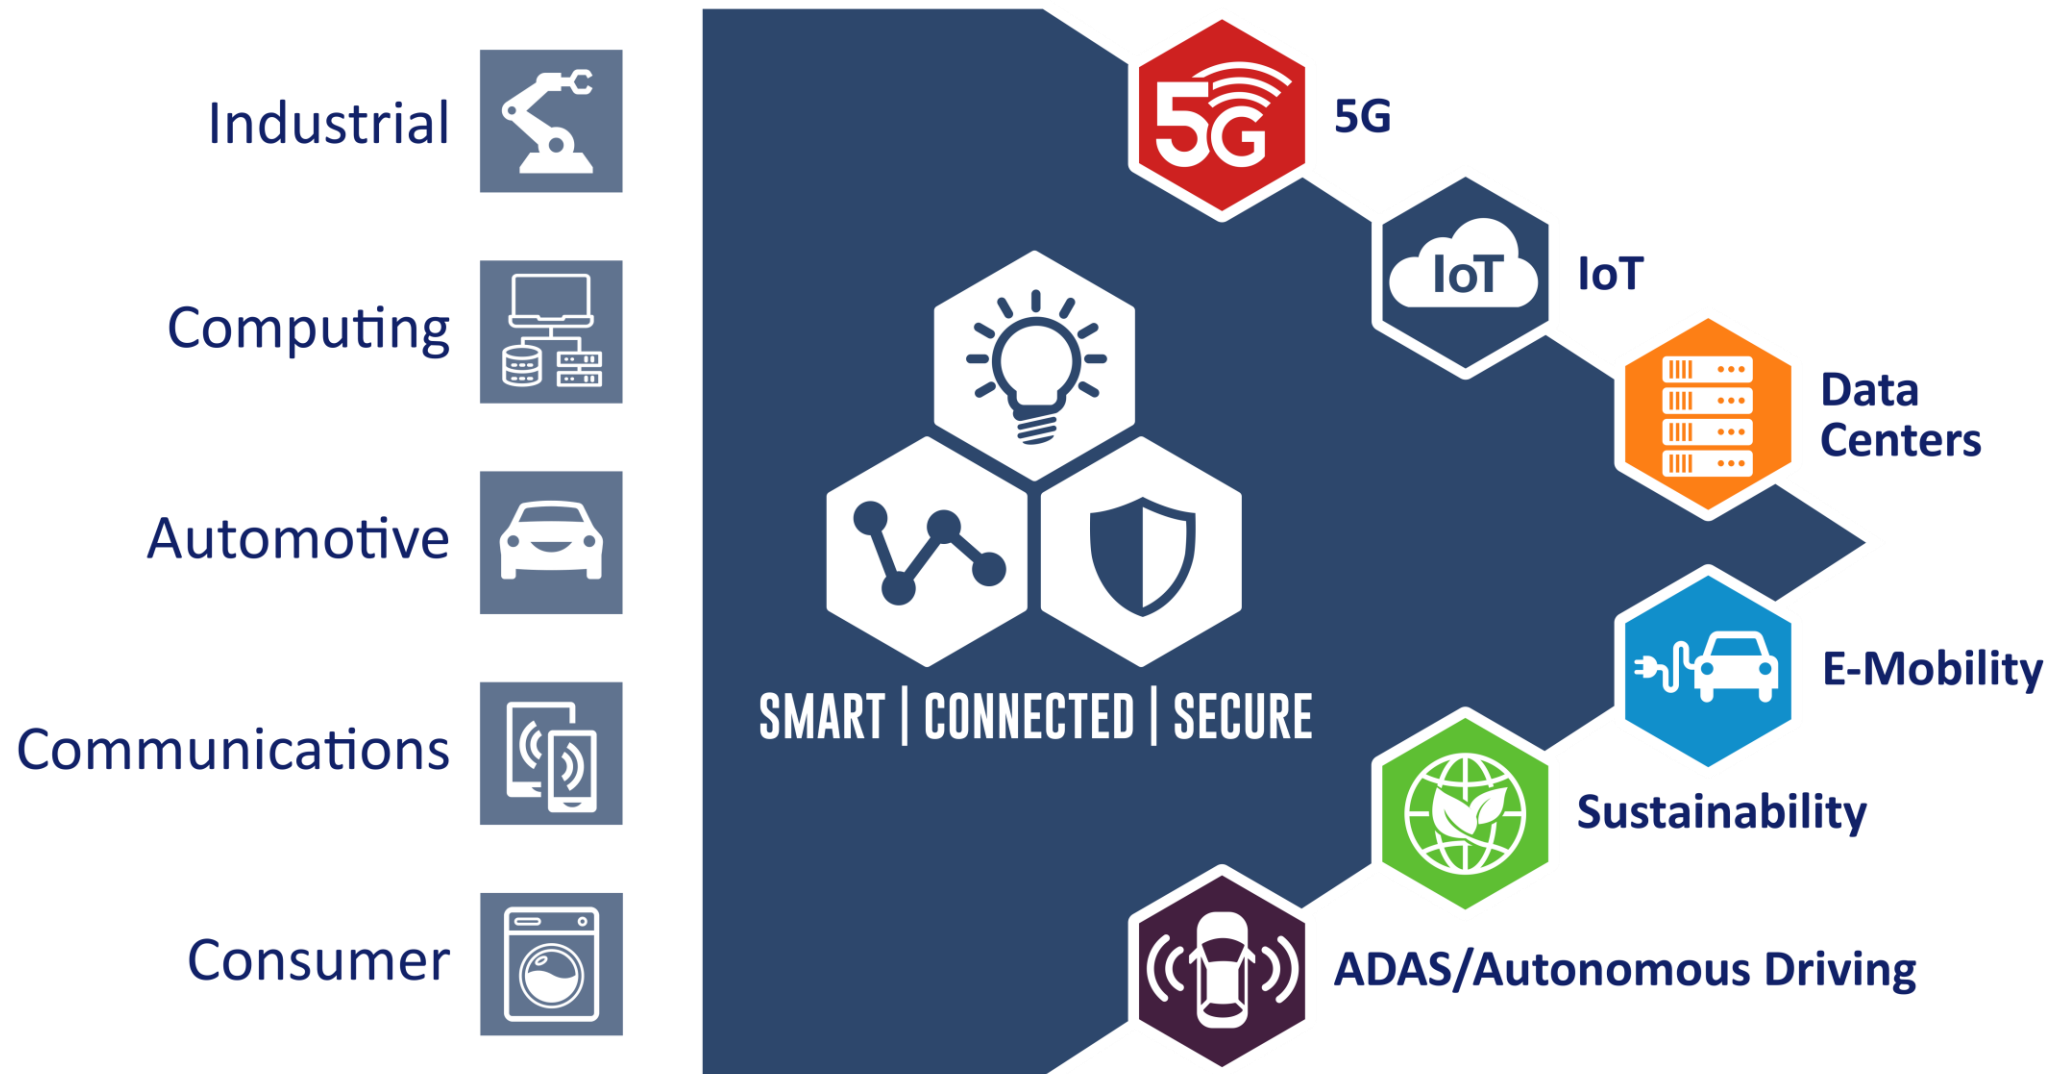 Industrial
Computing
Automotive
Communications
Consumer
SMART | CONNECTED | SECURE
5G
5G
IoT
IoT
Data
Centers
E-Mobility
Sustainability
ADAS/Autonomous Driving